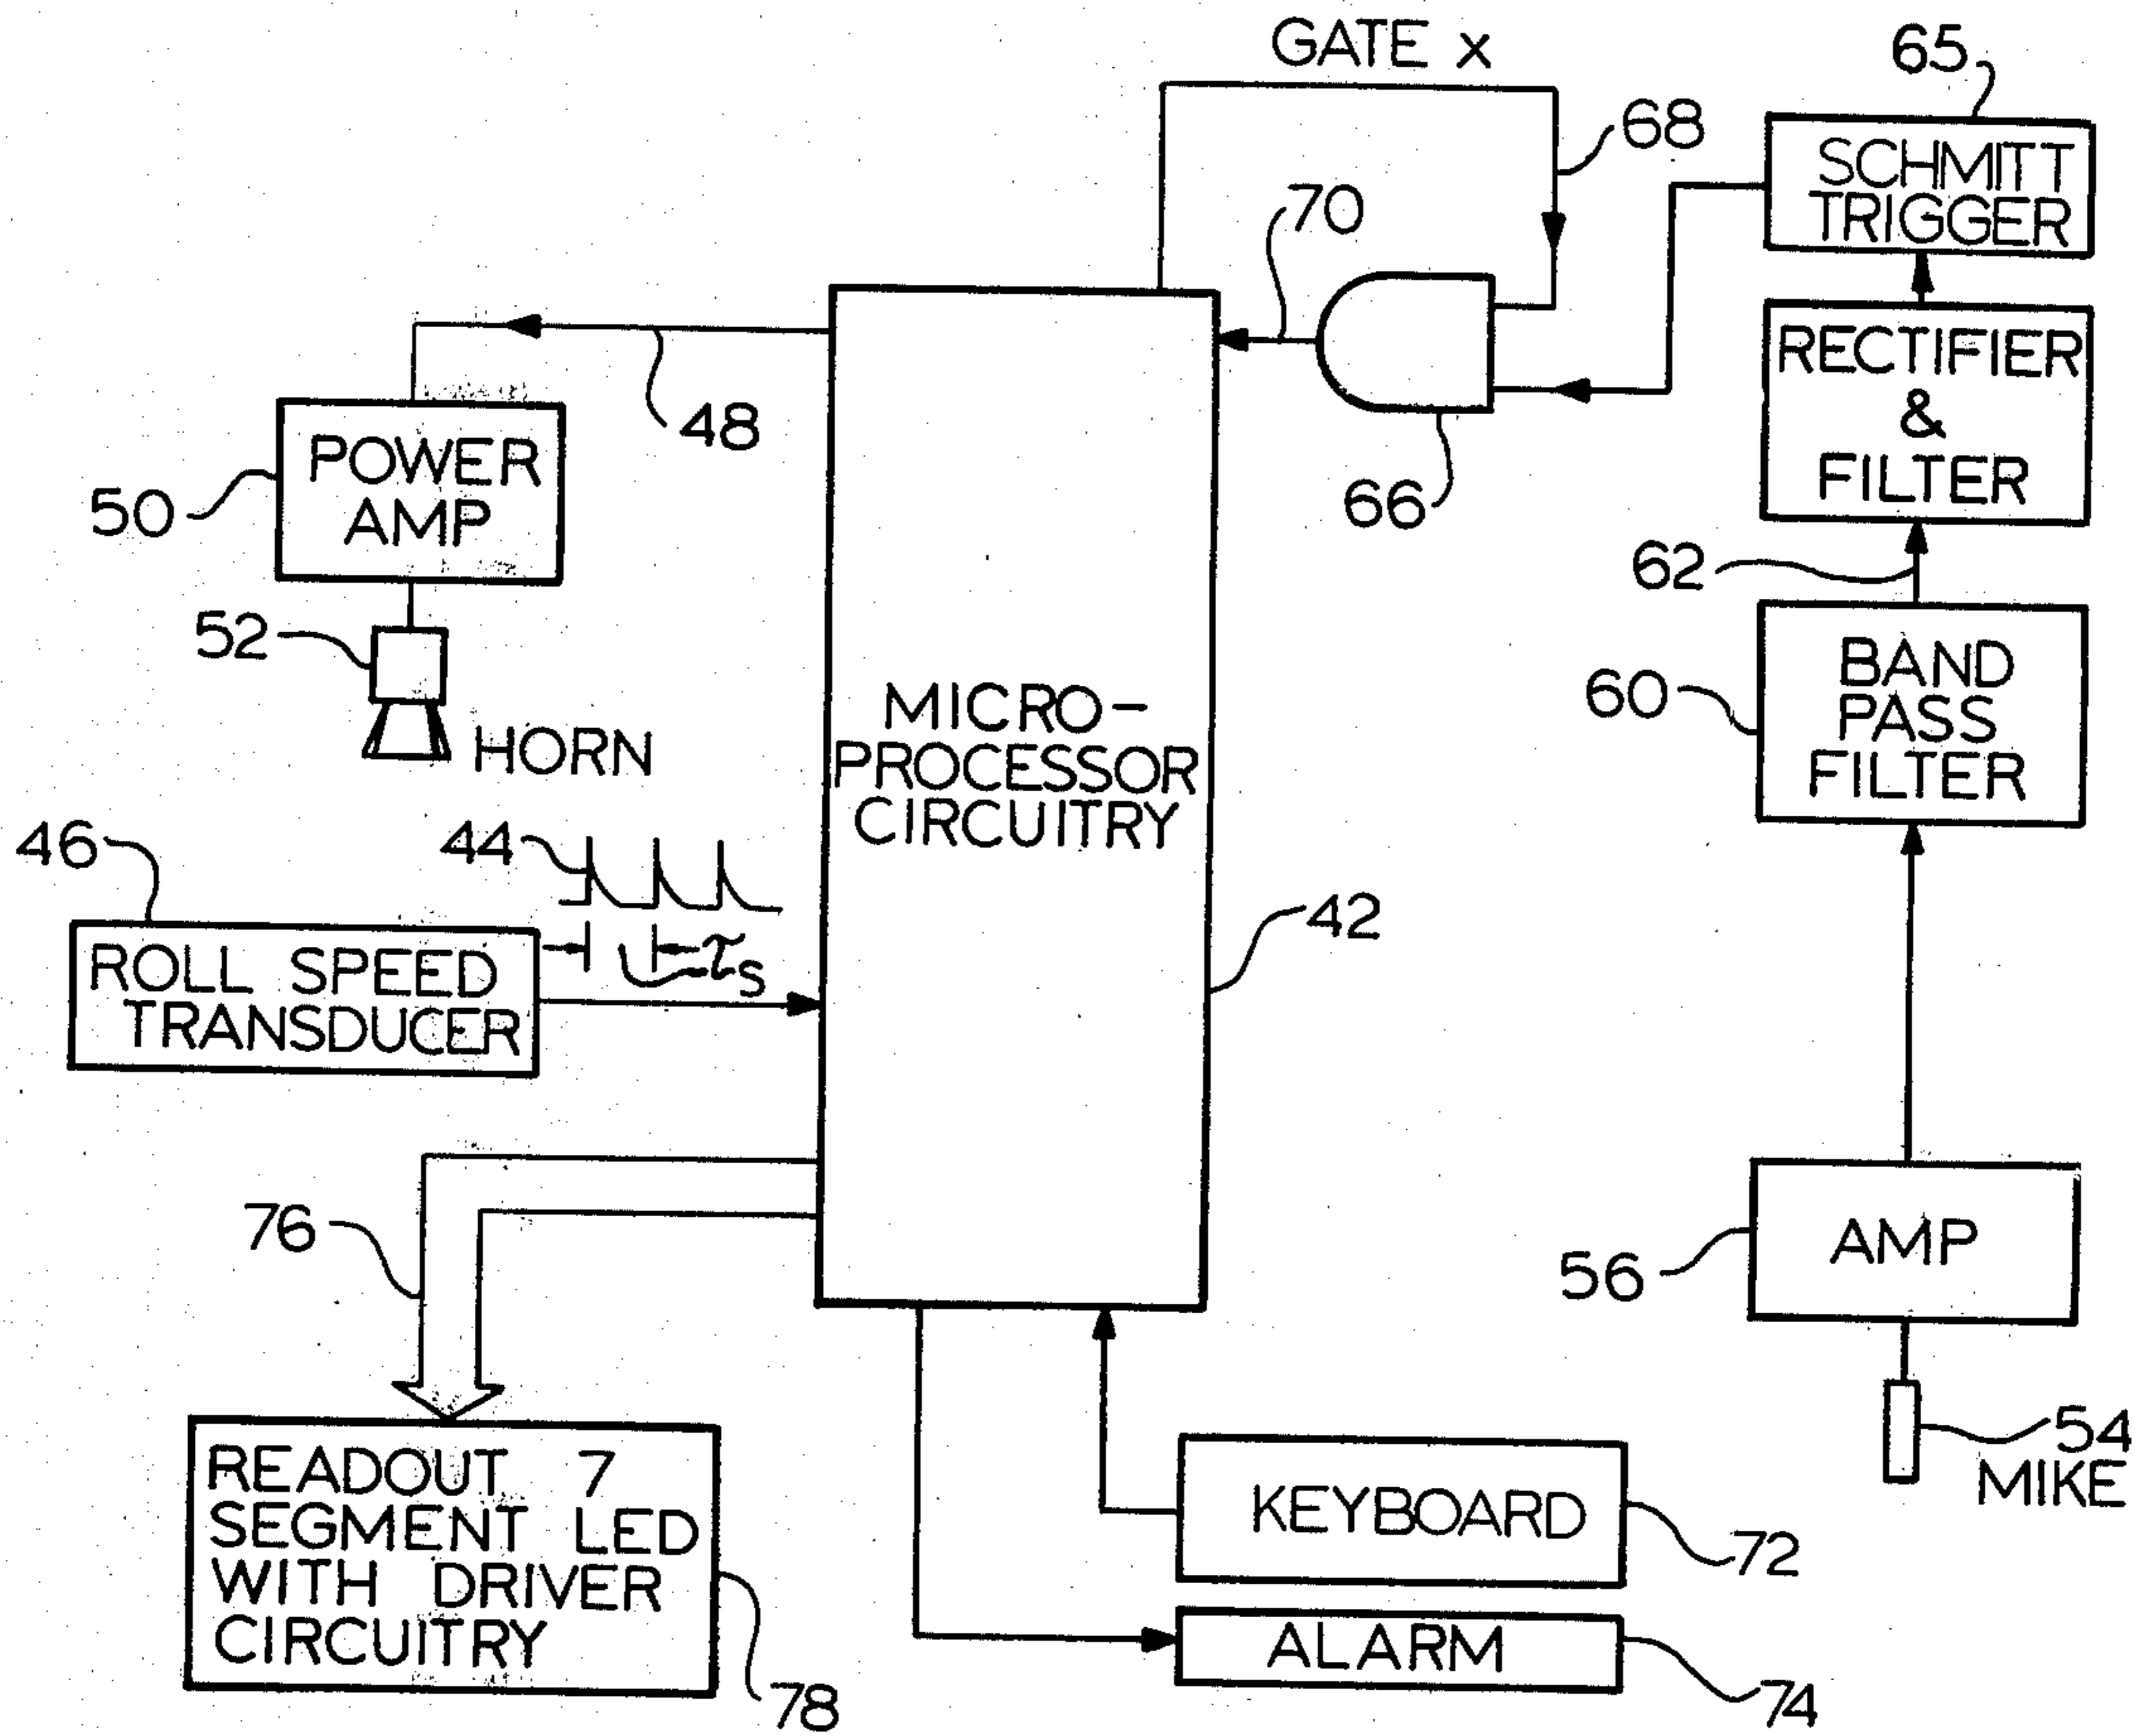 GATE x
65
68
SCHMITT
TRIGGER
70
RECTIFIER
&
FILTER
48
POWER
AMP
50
66
62
52
HORN
BAND
PASS
FILTER
60
MICRO-
PROCESSOR
CIRCUITRY
46
44
42
τs
ROLL SPEED
TRANSDUCER
76
AMP
56
54
MIKE
READOUT 7
SEGMENT LED
WITH DRIVER
CIRCUITRY
78
KEYBOARD
72
ALARM
74